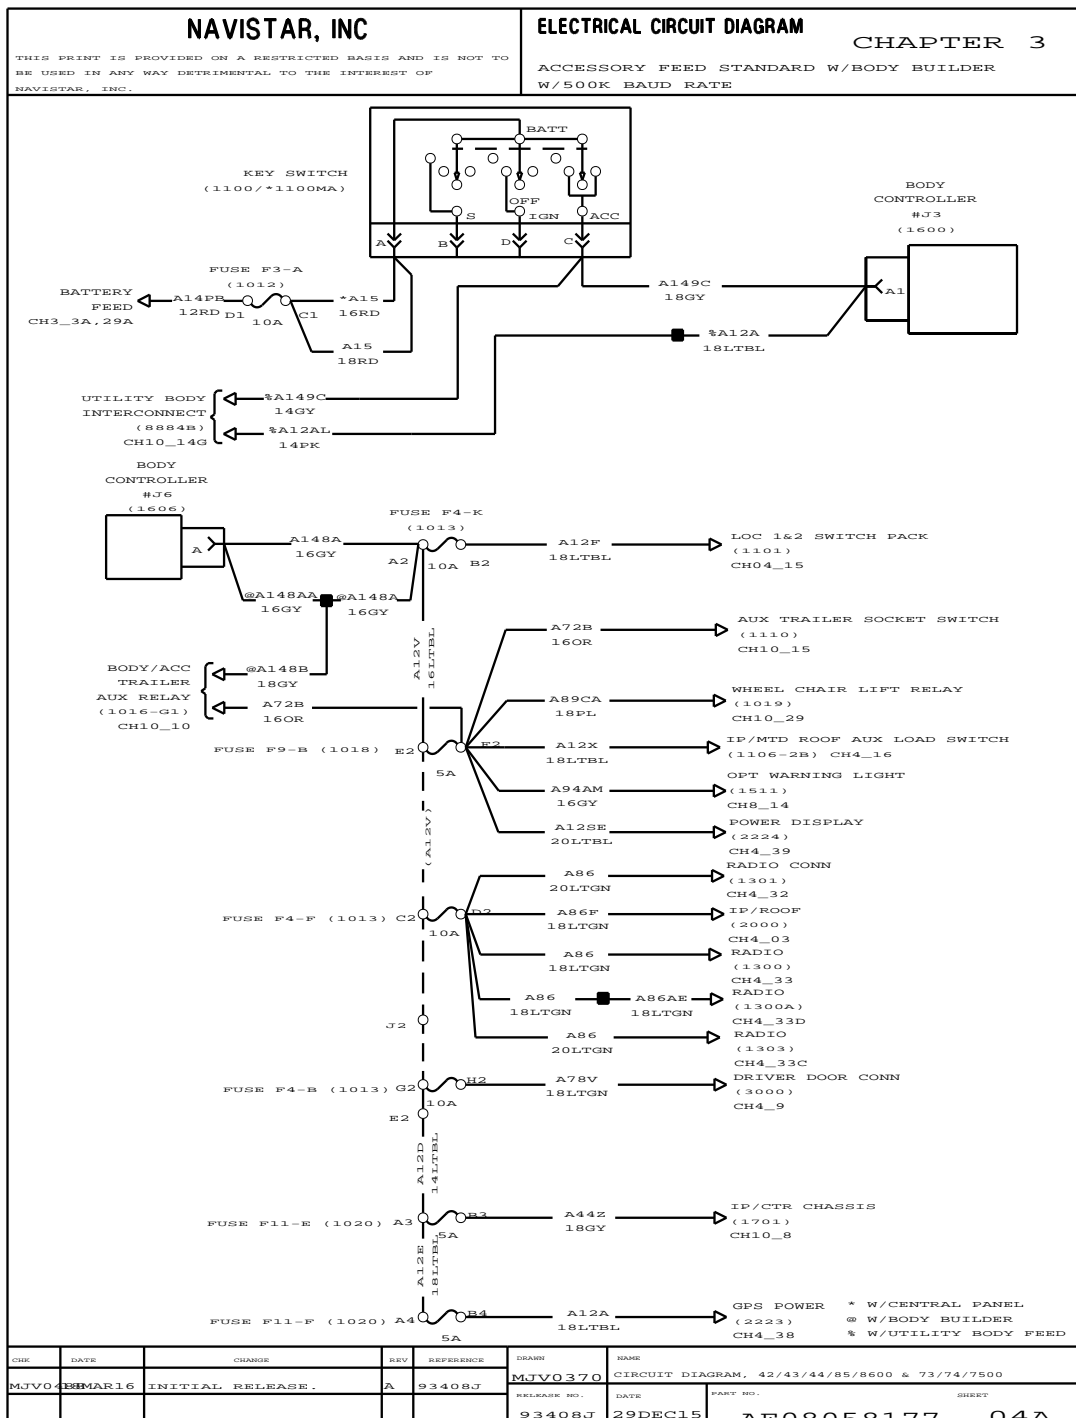 NAVISTAR, INC
THIS PRINT IS PROVIDED ON A RESTRICTED BASIS AND IS NOT TO
BE USED IN ANY WAY DETRIMENTAL TO THE INTEREST OF
NAVISTAR, INC.
ELECTRICAL CIRCUIT DIAGRAM
CHAPTER 3
ACCESSORY FEED STANDARD W/BODY BUILDER
W/500K BAUD RATE
BATT
KEY SWITCH
(1100/*1100MA)
OFF
S
IGN
ACC
A
B
D
C
BODY
CONTROLLER
#J3
(1600)
A1
FUSE F3-A
(1012)
BATTERY
FEED
CH3_3A,29A
A14PB
12RD
D1
10A
C1
*A15
16RD
A15
18RD
A149C
18GY
%A12A
18LTBL
UTILITY BODY
INTERCONNECT
(8884B)
CH10_14G
%A149C
14GY
%A12AL
14PK
BODY
CONTROLLER
#J6
(1606)
A
A148A
16GY
FUSE F4-K
(1013)
A2
10A
B2
A12F
18LTBL
LOC 1&2 SWITCH PACK
(1101)
CH04_15
@A148AA
16GY
@A148A
16GY
A12V
16LTBL
A72B
16OR
AUX TRAILER SOCKET SWITCH
(1110)
CH10_15
BODY/ACC
TRAILER
AUX RELAY
(1016-G1)
CH10_10
@A148B
18GY
A72B
16OR
A89CA
18PL
WHEEL CHAIR LIFT RELAY
(1019)
CH10_29
FUSE F9-B (1018)
E2
F2
5A
A12X
18LTBL
IP/MTD ROOF AUX LOAD SWITCH
(1106-2B) CH4_16
A94AM
16GY
OPT WARNING LIGHT
(1511)
CH8_14
A12SE
20LTBL
POWER DISPLAY
(2224)
CH4_39
(A12V)
A86
20LTGN
RADIO CONN
(1301)
CH4_32
FUSE F4-F (1013)
C2
D2
10A
A86F
18LTGN
IP/ROOF
(2000)
CH4_03
A86
18LTGN
RADIO
(1300)
CH4_33
A86
18LTGN
A86AE
18LTGN
RADIO
(1300A)
CH4_33D
J2
A86
20LTGN
RADIO
(1303)
CH4_33C
FUSE F4-B (1013)
G2
H2
10A
A78V
18LTGN
DRIVER DOOR CONN
(3000)
CH4_9
E2
A12D
14LTBL
FUSE F11-E (1020)
A3
B3
5A
A44Z
18GY
IP/CTR CHASSIS
(1701)
CH10_8
A12E
18LTBL
FUSE F11-F (1020)
A4
B4
5A
A12A
18LTBL
GPS POWER
(2223)
CH4_38
* W/CENTRAL PANEL
@ W/BODY BUILDER
% W/UTILITY BODY FEED
CHK
DATE
CHANGE
REV
REFERENCE
DRAWN
NAME
INITIAL RELEASE.
A
93408J
MJV0370
CIRCUIT DIAGRAM, 42/43/44/85/8600 & 73/74/7500
RELEASE NO.
DATE
PART NO.
SHEET
93408J
29DEC15
AF08058177
04A